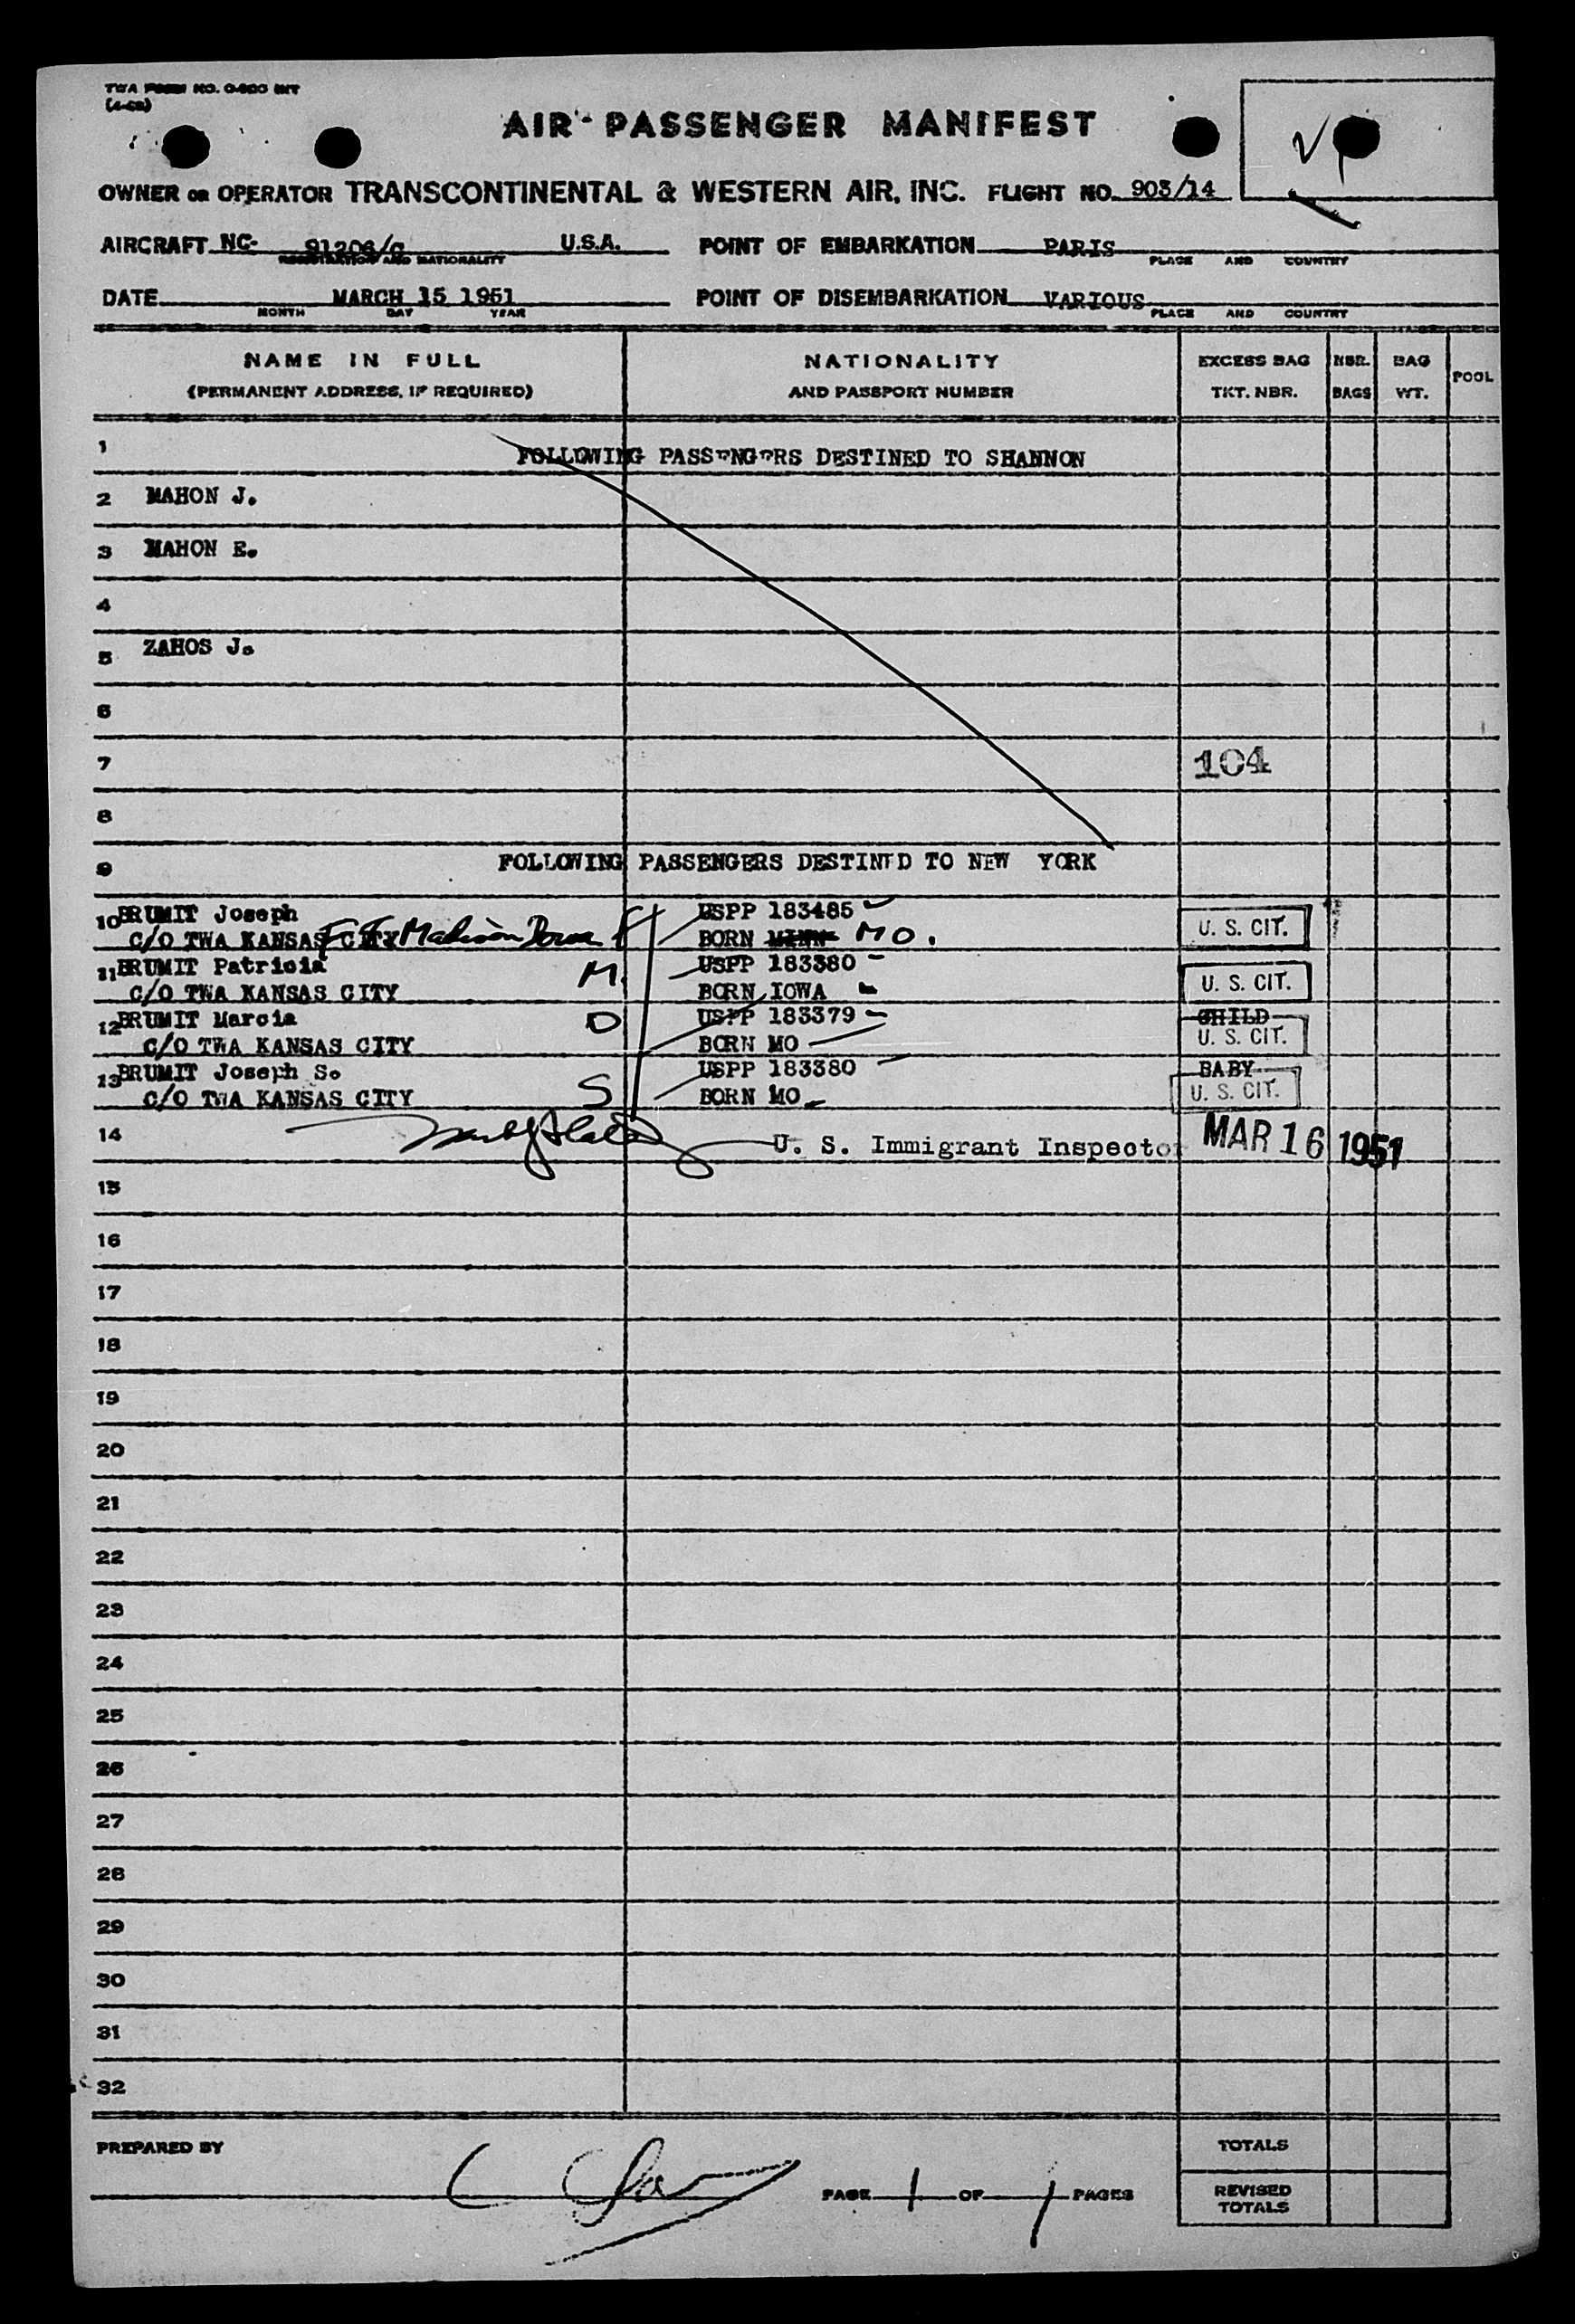 TWA FORM NO. O-800 INT
(4-48)
AIR PASSENGER MANIFEST
OWNER OR OPERATOR TRANSCONTINENTAL & WESTERN AIR, INC. FLIGHT NO. 903/14
AIRCRAFT NC- 91206/G U.S.A. POINT OF EMBARKATION PARIS
REGISTRATION AND NATIONALITY PLACE AND COUNTRY
DATE MARCH 15 1951 POINT OF DISEMBARKATION VARIOUS
MONTH DAY YEAR PLACE AND COUNTRY
NAME IN FULL NATIONALITY EXCESS BAG NBR. BAG POOL
(PERMANENT ADDRESS, IF REQUIRED) AND PASSPORT NUMBER TKT. NBR. BAGS WT.
1 FOLLOWING PASSENGERS DESTINED TO SHANNON
2 MAHON J.
3 MAHON E.
4
5 ZAHOS J.
6
7 104
8
9 FOLLOWING PASSENGERS DESTINED TO NEW YORK
10 BRUMIT Joseph USPP 183485
C/O TWA KANSAS CITY Madison F BORN MINN MO. U. S. CIT.
11 BRUMIT Patricia M. USPP 183380
C/O TWA KANSAS CITY BORN IOWA U. S. CIT.
12 BRUMIT Marcia D USPP 183379 CHILD
C/O TWA KANSAS CITY BORN MO U. S. CIT.
13 BRUMIT Joseph S. S USPP 183380 BABY
C/O TWA KANSAS CITY BORN MO U. S. CIT.
14 U. S. Immigrant Inspector MAR 16 1951
15
16
17
18
19
20
21
22
23
24
25
26
27
28
29
30
31
32
PREPARED BY TOTALS
PAGE 1 OF 1 PAGES REVISED
TOTALS